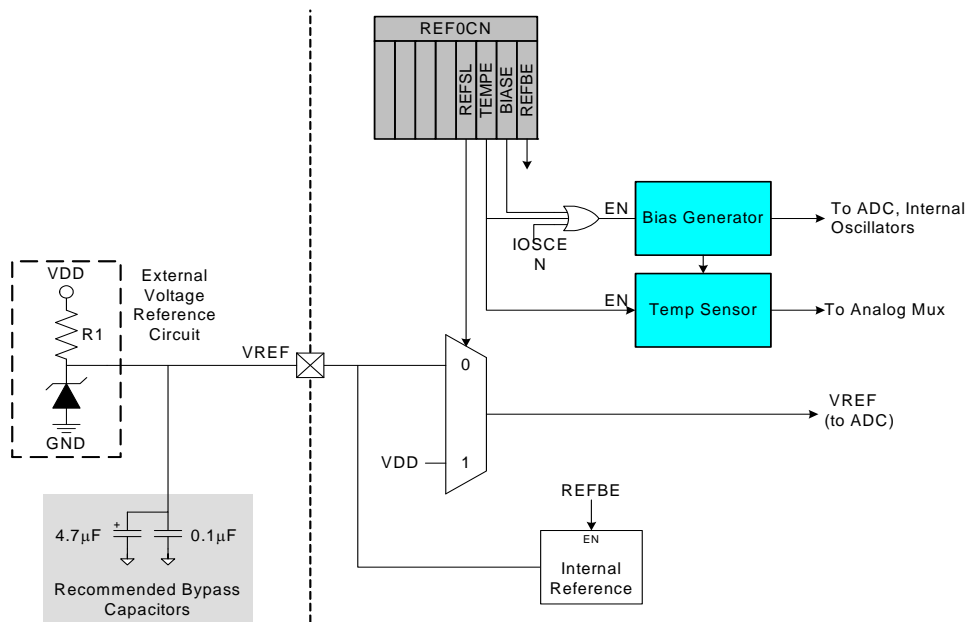 REF0CN
REFSL
TEMPE
BIASE
REFBE
EN
Bias Generator
To ADC, Internal
Oscillators
IOSCE
N
EN
Temp Sensor
To Analog Mux
VDD
R1
GND
External
Voltage
Reference
Circuit
VREF
0
VDD
1
VREF
(to ADC)
REFBE
EN
Internal
Reference
4.7µF
+
0.1µF
Recommended Bypass
Capacitors